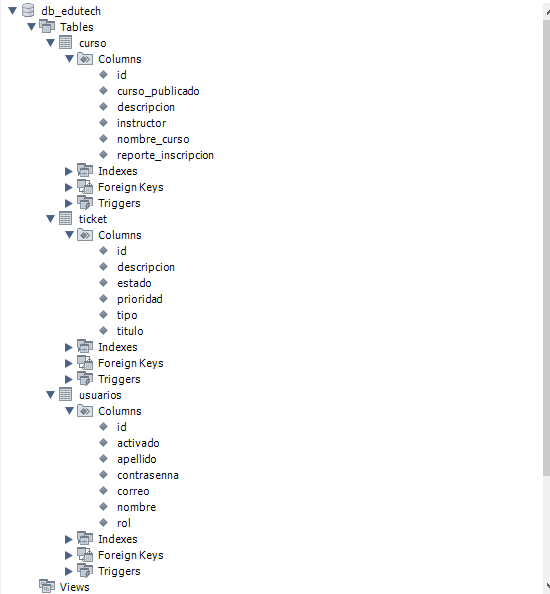 db_edutech
Tables
curso
Columns
id
curso_publicado
descripcion
instructor
nombre_curso
reporte_inscripcion
Indexes
Foreign Keys
Triggers
ticket
Columns
id
descripcion
estado
prioridad
tipo
titulo
Indexes
Foreign Keys
Triggers
usuarios
Columns
id
activado
apellido
contrasenna
correo
nombre
rol
Indexes
Foreign Keys
Triggers
Views